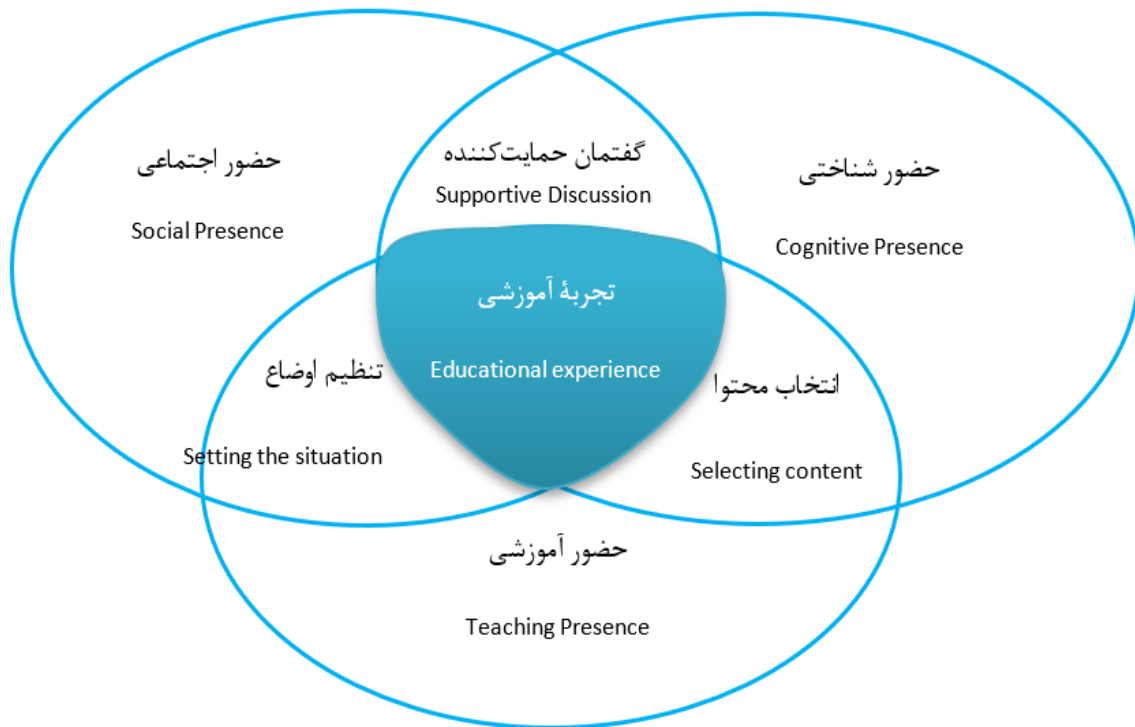 گفتمان حمایت‌کننده
Supportive Discussion
حضور اجتماعی
Social Presence
حضور شناختی
Cognitive Presence
تجربهٔ آموزشی
Educational experience
تنظیم اوضاع
Setting the situation
انتخاب محتوا
Selecting content
حضور آموزشی
Teaching Presence